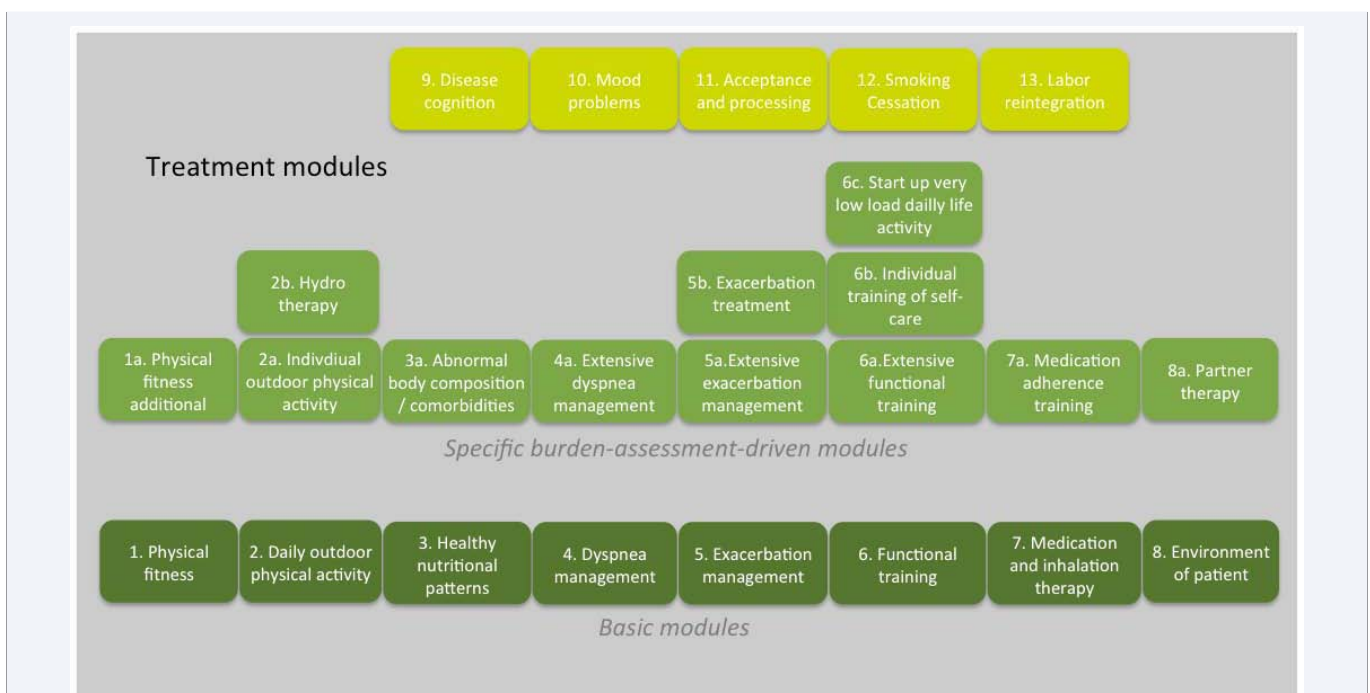 9. Disease
cognition
10. Mood
problems
11. Acceptance
and processing
12. Smoking
Cessation
13. Labor
reintegration
Treatment modules
6c. Start up very
low load dailly life
activity
2b. Hydro
therapy
5b. Exacerbation
treatment
6b. Individual
training of self-
care
1a. Physical
fitness
additional
2a. Indivdiual
outdoor physical
activity
3a. Abnormal
body composition
/ comorbidities
4a. Extensive
dyspnea
management
5a.Extensive
exacerbation
management
6a.Extensive
functional
training
7a. Medication
adherence
training
8a. Partner
therapy
Specific burden-assessment-driven modules
1. Physical
fitness
2. Daily outdoor
physical activity
3. Healthy
nutritional
patterns
4. Dyspnea
management
5. Exacerbation
management
6. Functional
training
7. Medication
and inhalation
therapy
8. Environment
of patient
Basic modules